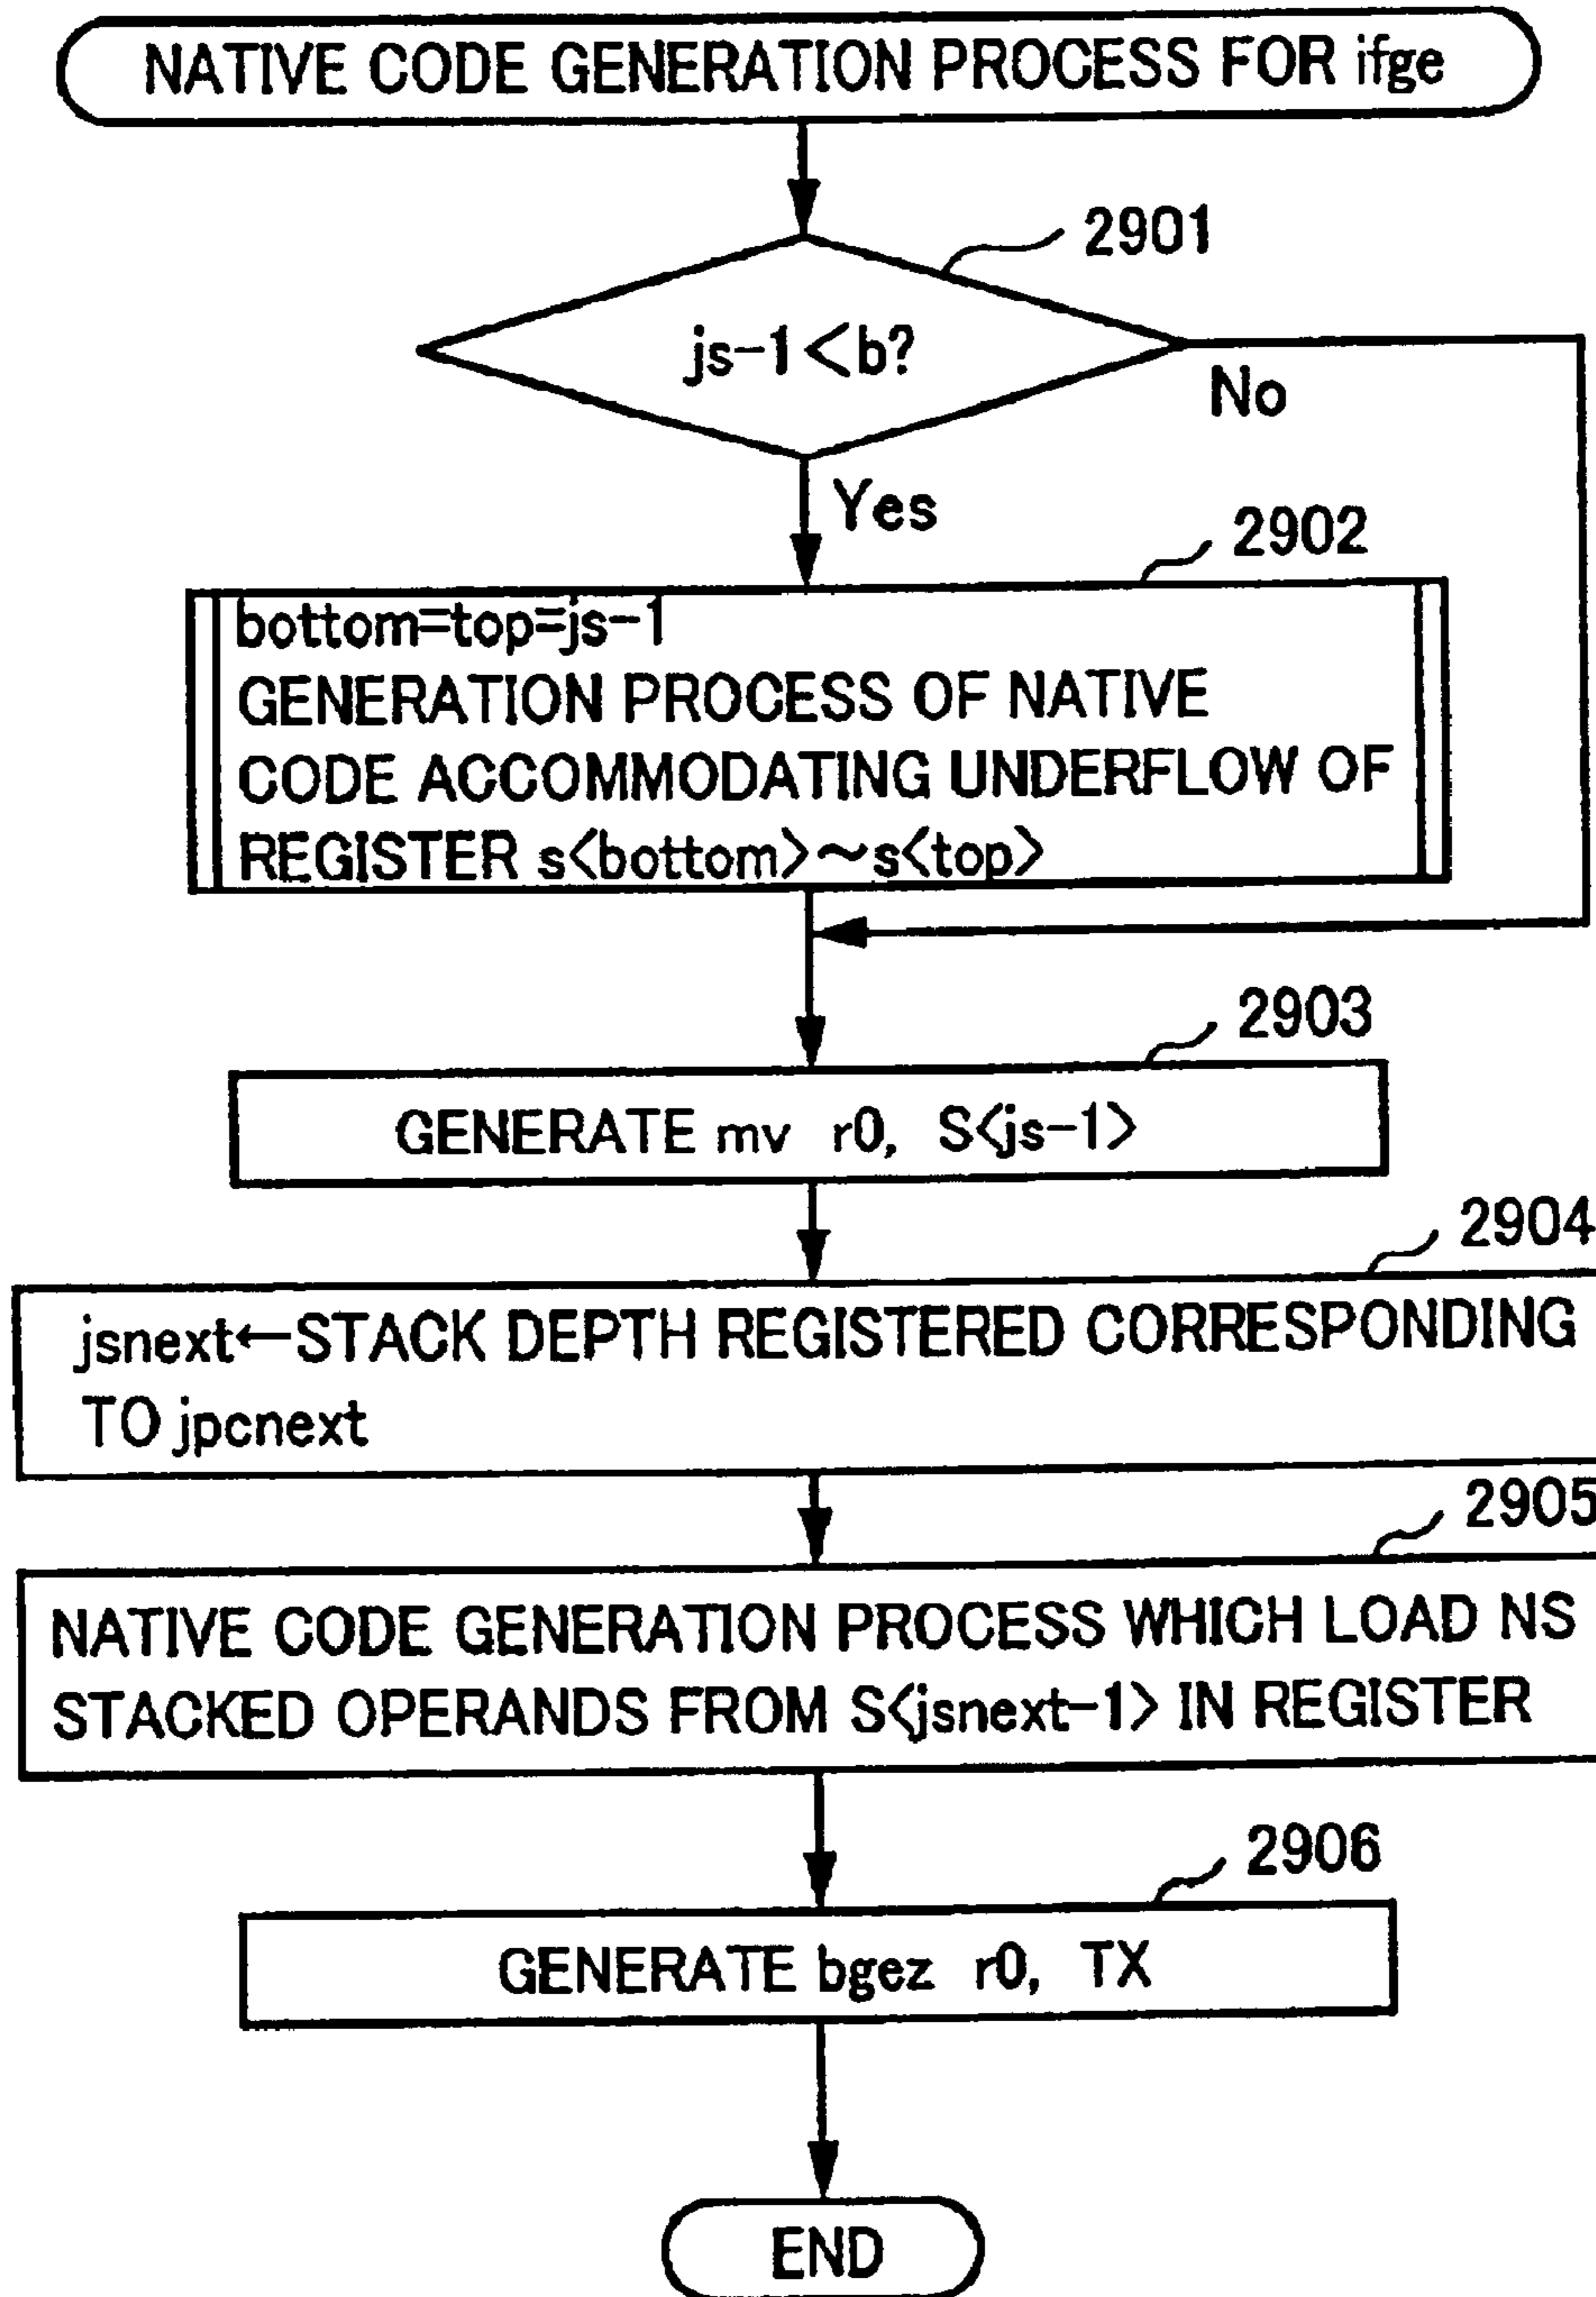 NATIVE CODE GENERATION PROCESS FOR ifge
2901
js-1<b?
No
Yes
2902
bottom=top=js-1
GENERATION PROCESS OF NATIVE
CODE ACCOMMODATING UNDERFLOW OF
REGISTER s<bottom>~s<top>
2903
GENERATE mv r0, S<js-1>
2904
jsnext←STACK DEPTH REGISTERED CORRESPONDING
TO jpcnext
2905
NATIVE CODE GENERATION PROCESS WHICH LOAD NS
STACKED OPERANDS FROM S<jsnext-1> IN REGISTER
2906
GENERATE bgez r0, TX
END